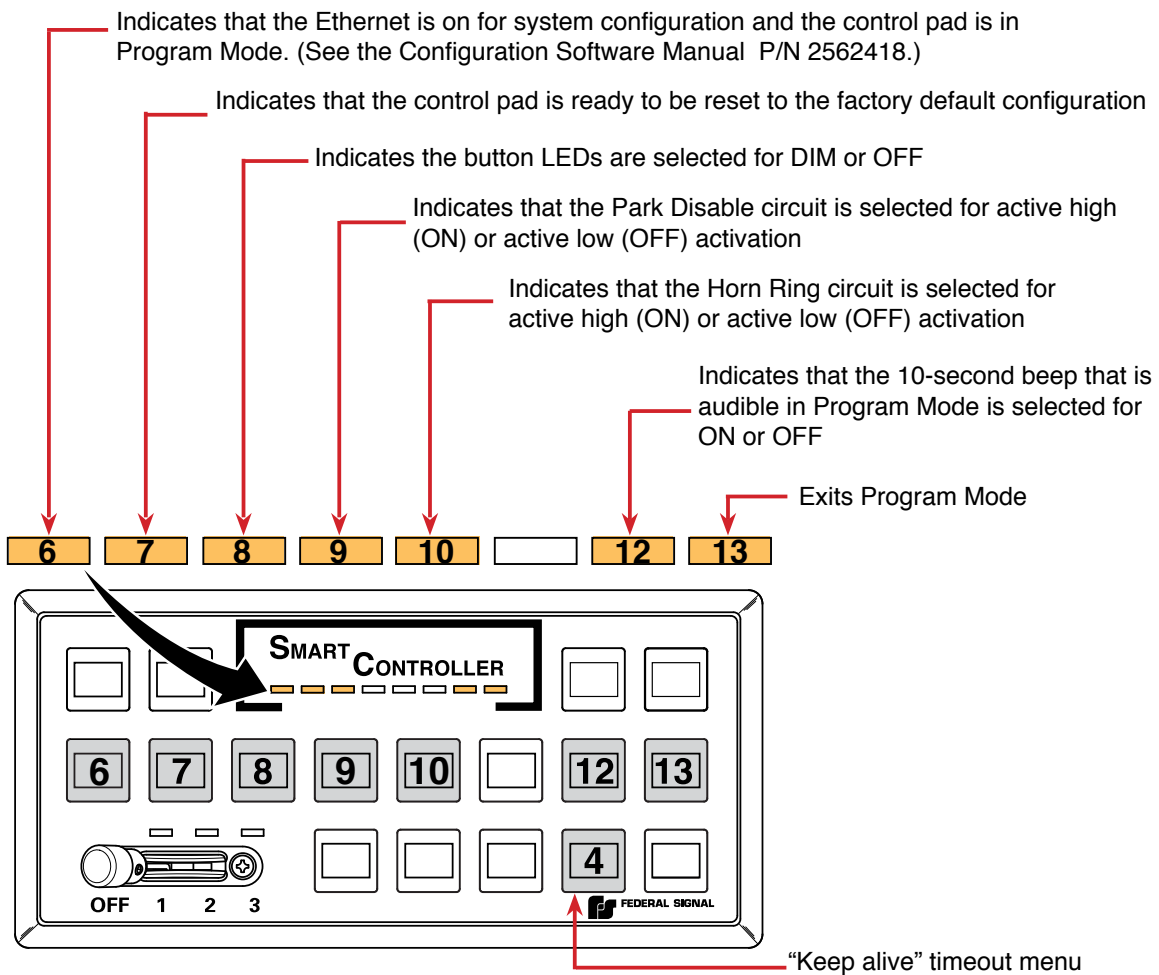 Indicates that the Ethernet is on for system configuration and the control pad is in
Program Mode. (See the Configuration Software Manual P/N 2562418.)
Indicates that the control pad is ready to be reset to the factory default configuration
Indicates the button LEDs are selected for DIM or OFF
Indicates that the Park Disable circuit is selected for active high
(ON) or active low (OFF) activation
Indicates that the Horn Ring circuit is selected for
active high (ON) or active low (OFF) activation
Indicates that the 10-second beep that is
audible in Program Mode is selected for
ON or OFF
Exits Program Mode
6 7 8 9 10 12 13
SMART CONTROLLER
6 7 8 9 10 12 13
4
OFF 1 2 3
FEDERAL SIGNAL
“Keep alive” timeout menu